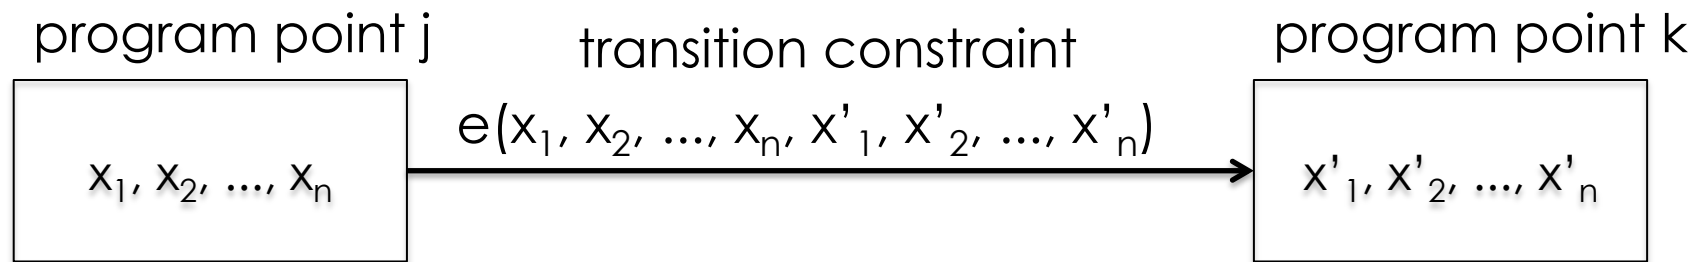 program point j
transition constraint
program point k
e(x₁, x₂, ..., xₙ, x’₁, x’₂, ..., x’ₙ)
x₁, x₂, ..., xₙ
x’₁, x’₂, ..., x’ₙ